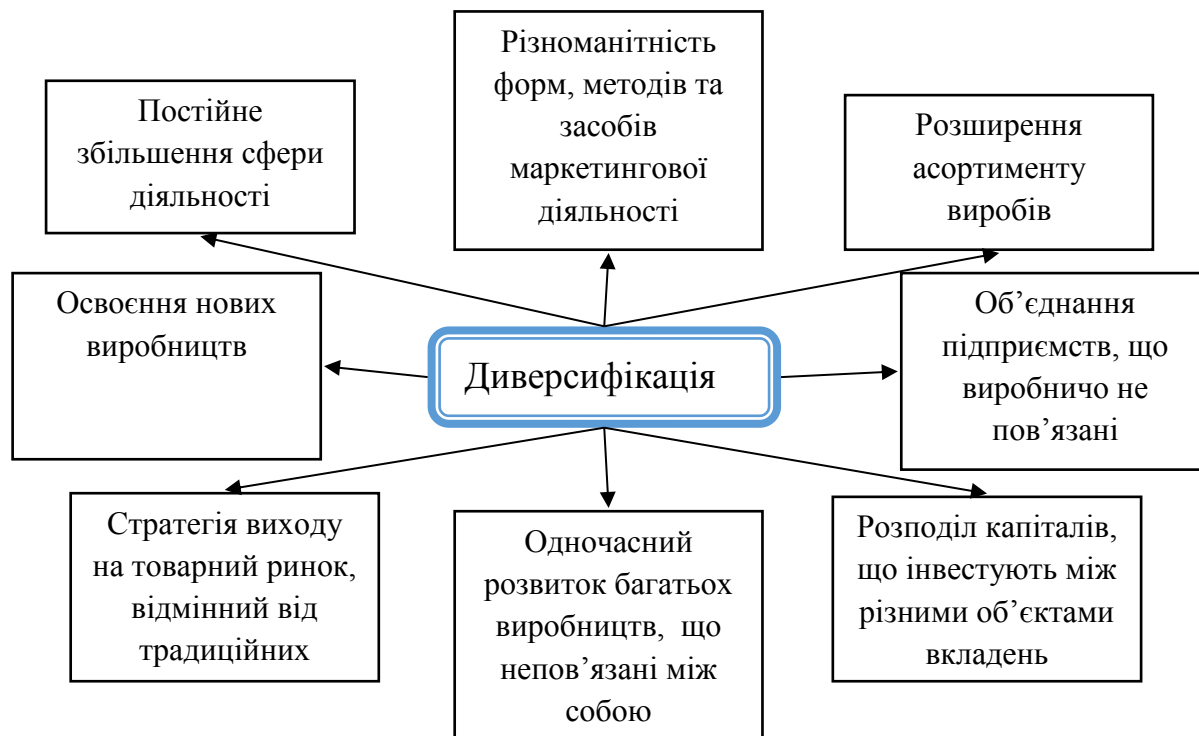 Постійне
збільшення сфери
діяльності
Різноманітність
форм, методів та
засобів
маркетингової
діяльності
Розширення
асортименту
виробів
Освоєння нових
виробництв
Диверсифікація
Об’єднання
підприємств, що
виробничо не
пов’язані
Стратегія виходу
на товарний ринок,
відмінний від
традиційних
Одночасний
розвиток багатьох
виробництв, що
непов’язані між
собою
Розподіл капіталів,
що інвестують між
різними об’єктами
вкладень